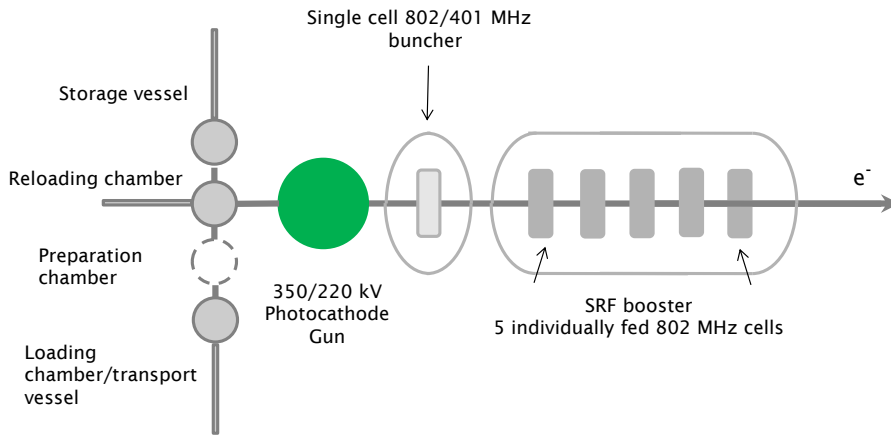 Single cell 802/401 MHz
buncher
Storage vessel
Reloading chamber
e-
Preparation
chamber
350/220 kV
Photocathode
Gun
SRF booster
5 individually fed 802 MHz cells
Loading
chamber/transport
vessel